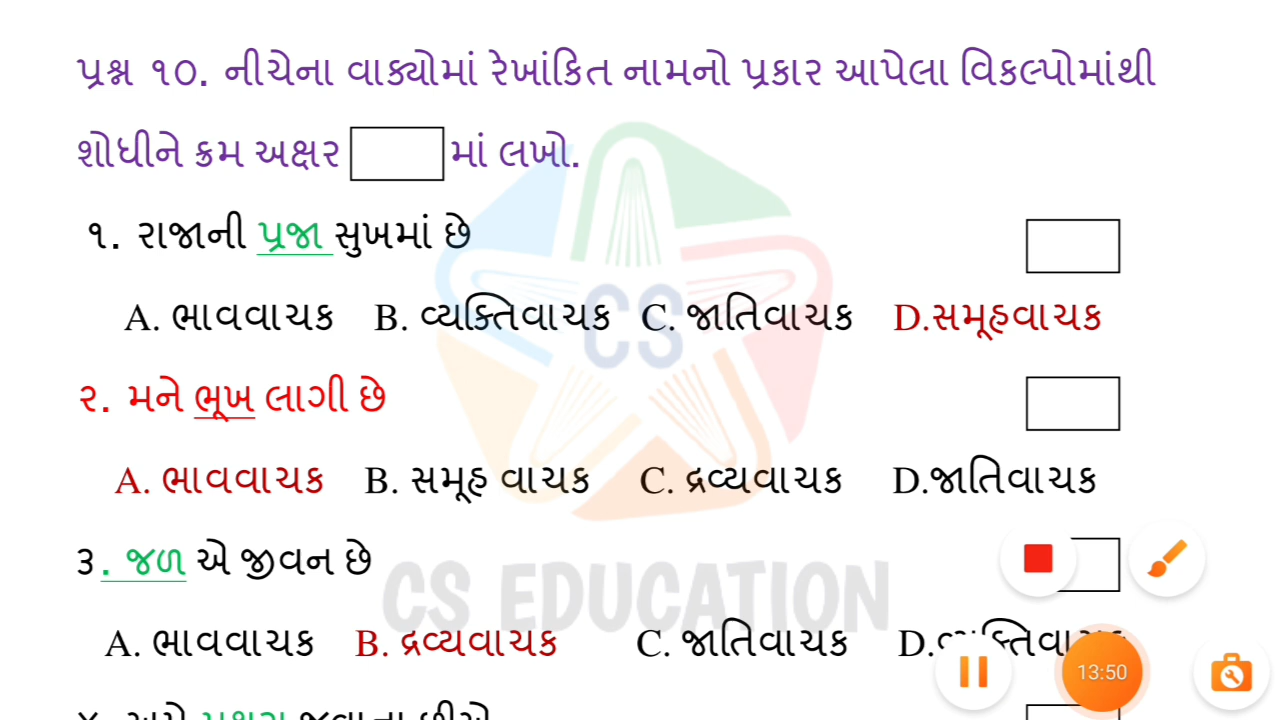 પ્રશ્ન ૧૦. નીચેના વાક્યોમાં રેખાંકિત નામનો પ્રકાર આપેલા વિકલ્પોમાંથી
શોધીને ક્રમ અક્ષર માં લખો.
૧. રાજાની પ્રજા સુખમાં છે
A. ભાવવાચક B. વ્યક્તિવાચક C. જાતિવાચક D.સમૂહવાચક
૨. મને ભૂખ લાગી છે
A. ભાવવાચક B. સમૂહ વાચક C. દ્રવ્યવાચક D.જાતિવાચક
૩. જળ એ જીવન છે
A. ભાવવાચક B. દ્રવ્યવાચક C. જાતિવાચક D.
CS
CS EDUCATION
13:50